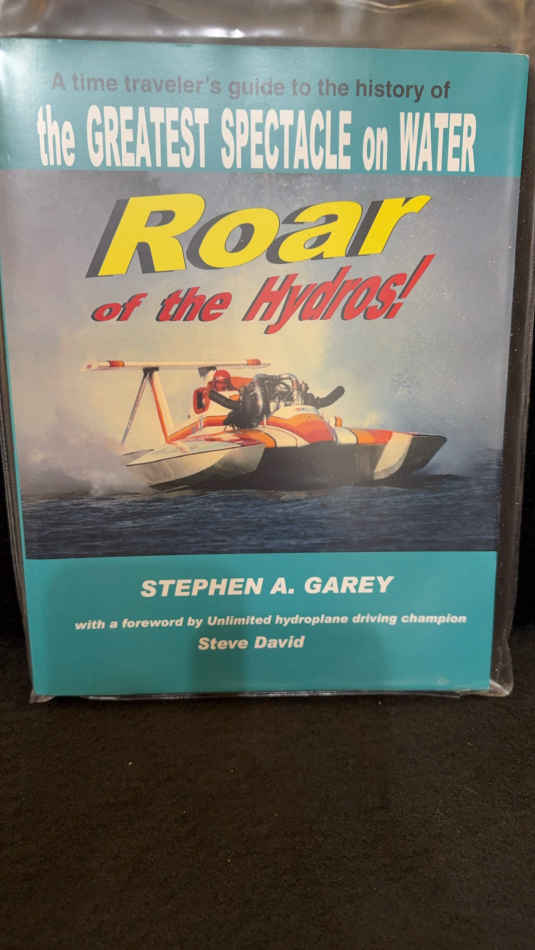 A time traveler's guide to the history of
the GREATEST SPECTACLE on WATER
Roar
of the Hydros!
STEPHEN A. GAREY
with a foreword by Unlimited hydroplane driving champion
Steve David